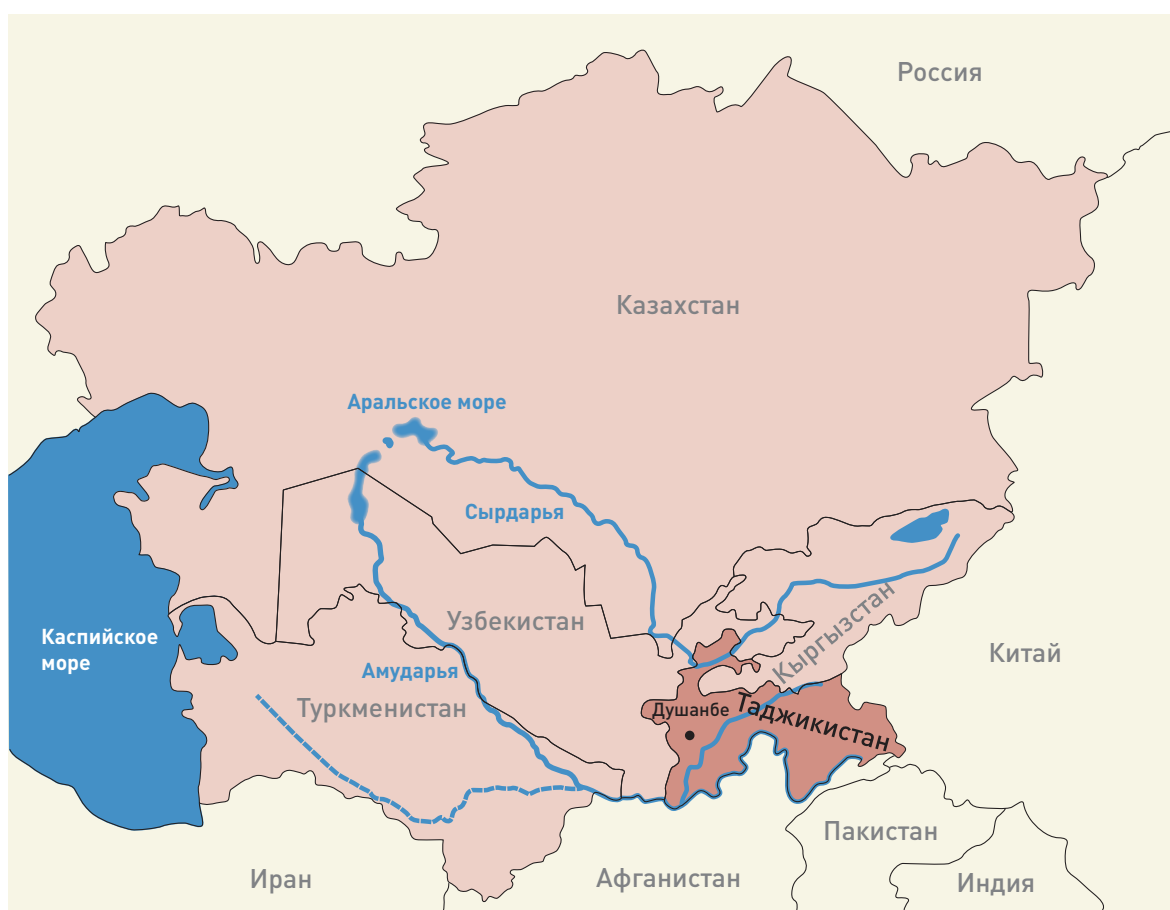 Россия
Казахстан
Аральское море
Сырдарья
Узбекистан
Кыргызстан
Каспийское
море
Китай
Амударья
Туркменистан
Душанбе
Таджикистан
Пакистан
Иран
Афганистан
Индия